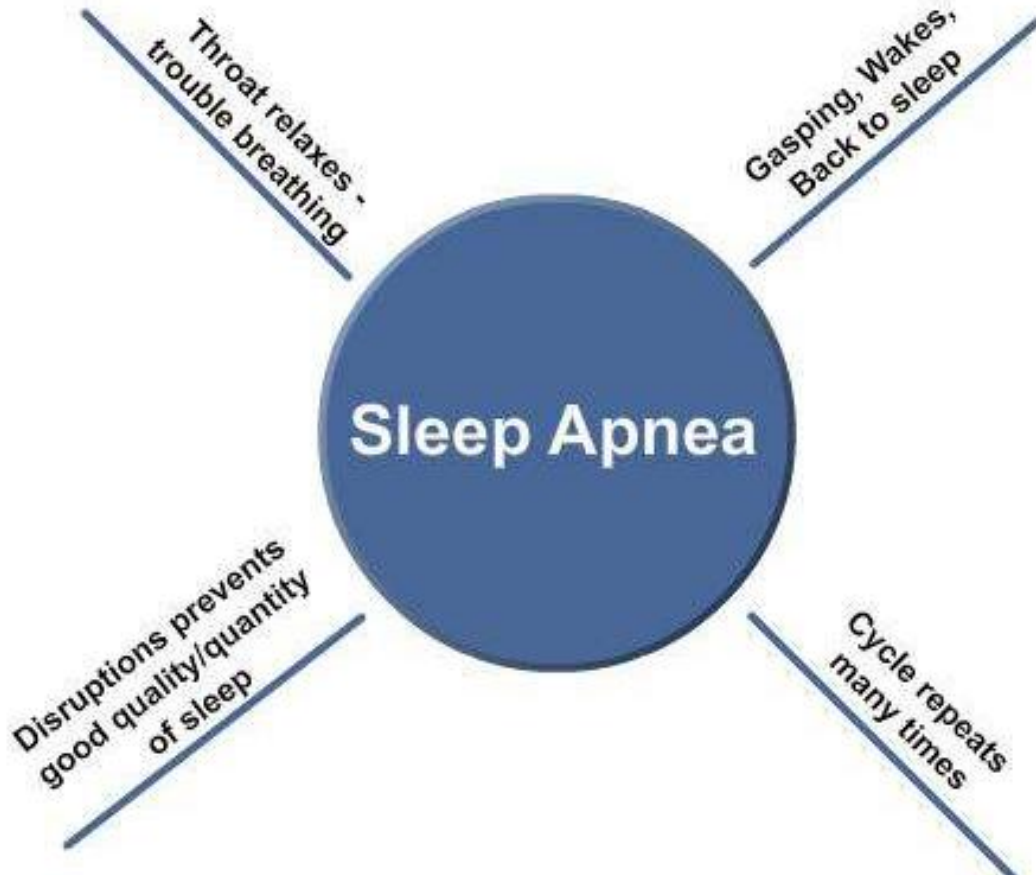 Throat relaxes -
trouble breathing
Gasping, Wakes,
Back to sleep
Sleep Apnea
Disruptions prevents
good quality/quantity
of sleep
Cycle repeats
many times